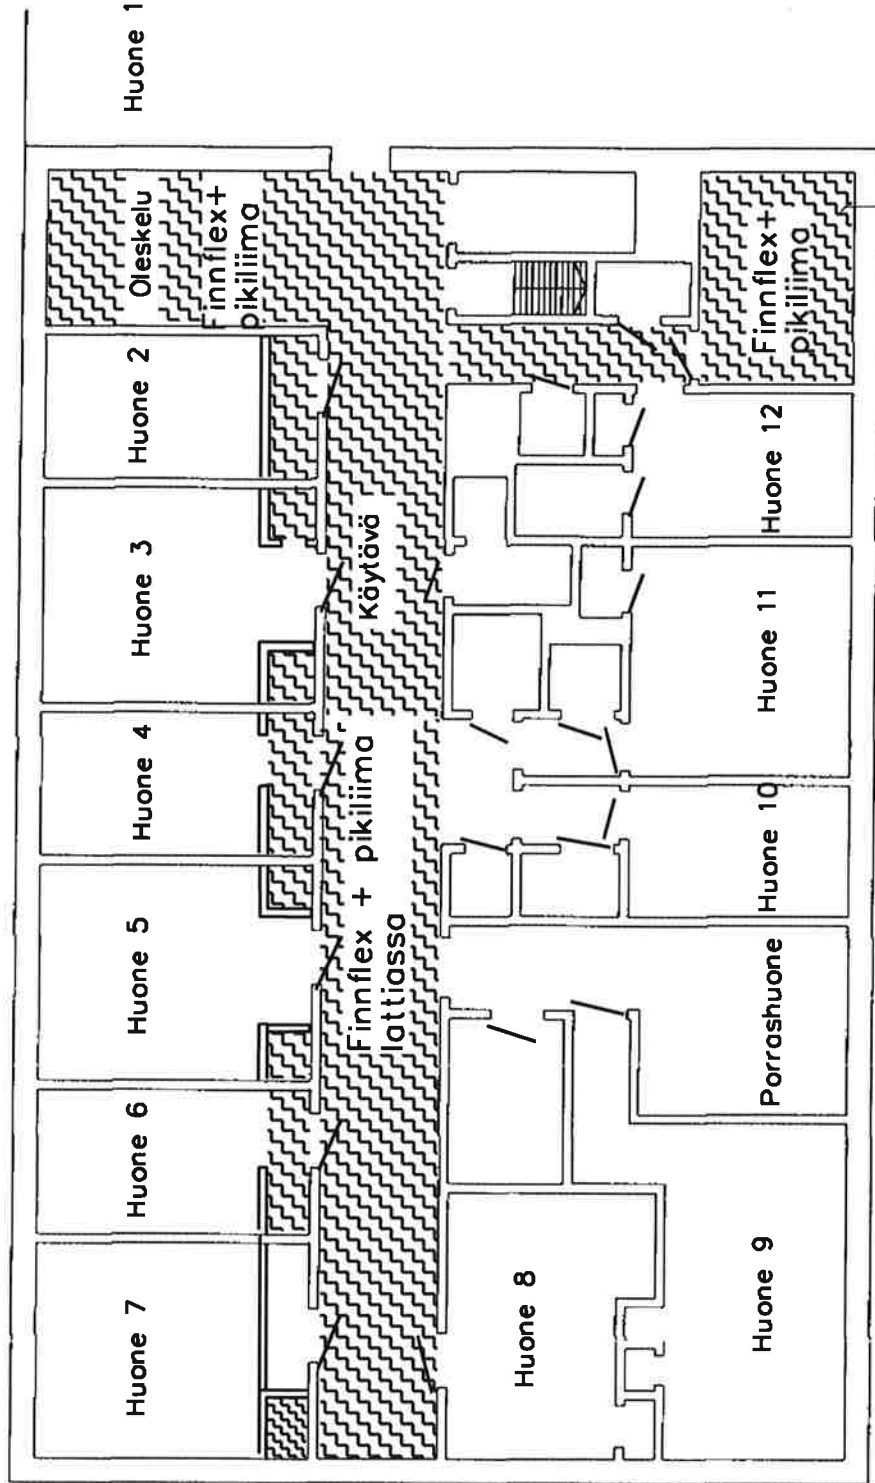 Huone 7
Huone 6
Huone 5
Huone 4
Huone 3
Huone 2
Oleskelu
Finnflex+
pikiliima
Huone 1
Finnflex + pikiliima
lattiassa
Käytävä
Huone 8
Huone 9
Porrashuone
Huone 10
Huone 11
Huone 12
Finnflex+
pikiliima